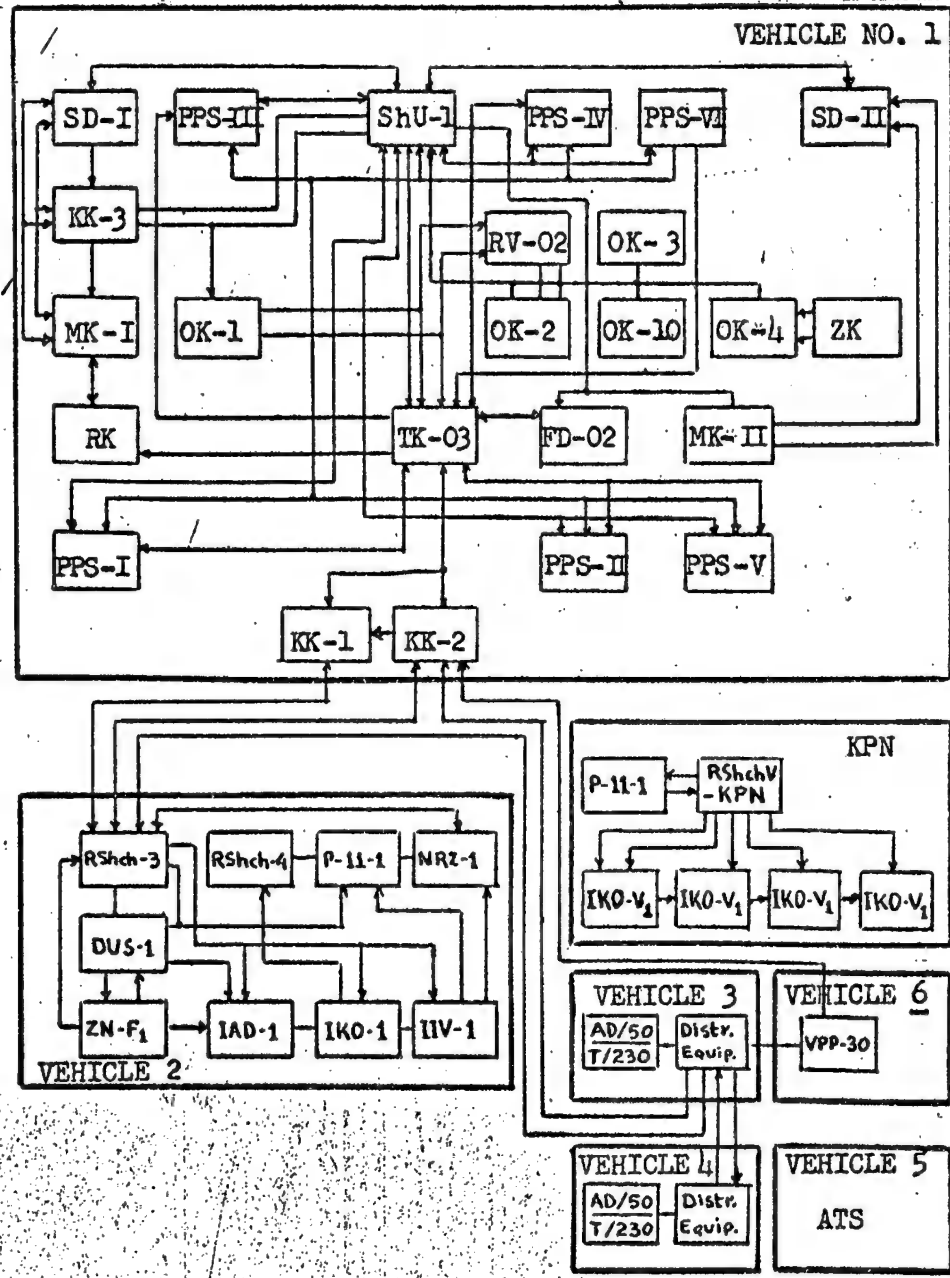 VEHICLE NO. 1
SD-I PPS-III ShU-1 PPS-IV PPS-VI SD-II
KK-3 RV-02 OK-3
MK-I OK-1 OK-2 OK-10 OK-4 ZK
RK TK-03 FD-02 MK-II
PPS-I PPS-II PPS-V
KK-1 KK-2
KPN
P-11-1 RShchV
-KPN
IKO-V1 IKO-V1 IKO-V1 IKO-V1
RShch-3 RShch-4 P-11-1 NRZ-1
DUS-1
ZN-F1 IAD-1 IKO-1 IIV-1
VEHICLE 2
VEHICLE 3
AD/50
T/230
Distr.
Equip.
VEHICLE 6
VPP-30
VEHICLE 4
AD/50
T/230
Distr.
Equip.
VEHICLE 5
ATS